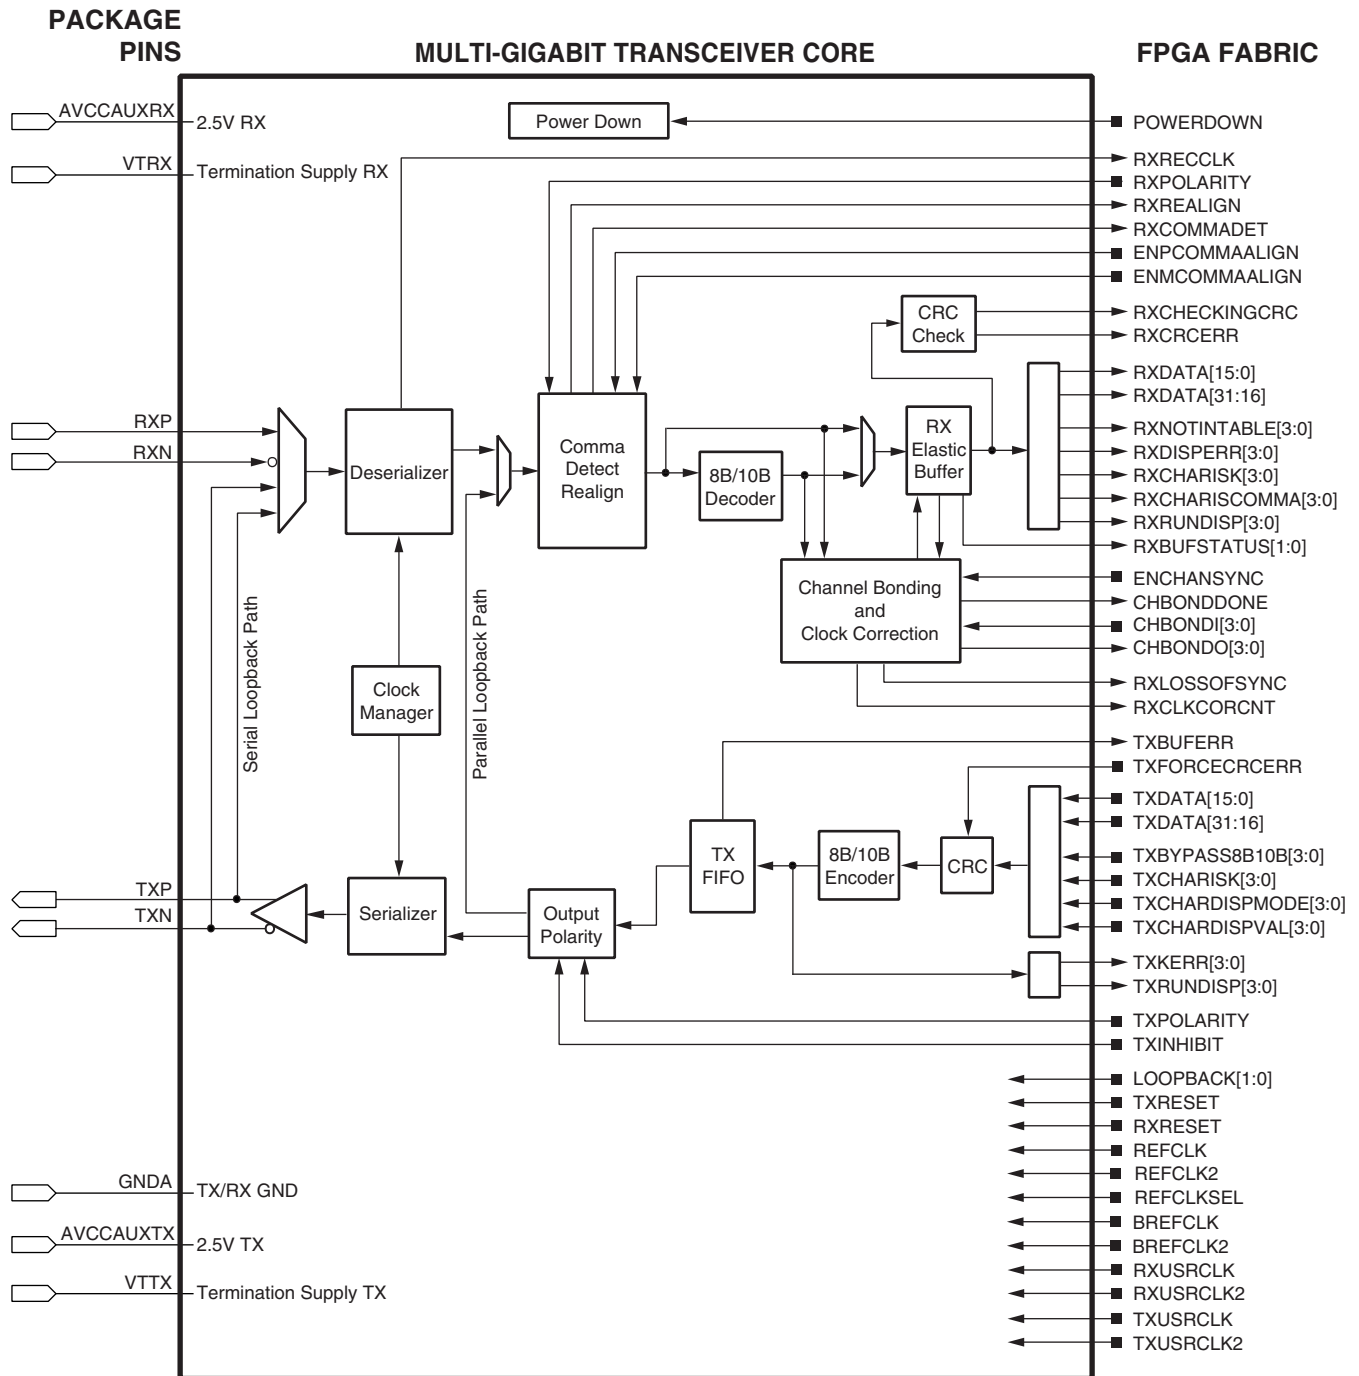 PACKAGE
PINS
MULTI-GIGABIT TRANSCEIVER CORE
FPGA FABRIC
AVCCAUXRX
2.5V RX
VTRX
Termination Supply RX
Power Down
POWERDOWN
RXRECCLK
RXPOLARITY
RXREALIGN
RXCOMMADET
ENPCOMMAALIGN
ENMCOMMAALIGN
CRC
Check
RXCHECKINGCRC
RXCRCERR
RXDATA[15:0]
RXDATA[31:16]
RXNOTINTABLE[3:0]
RXDISPERR[3:0]
RXCHARISK[3:0]
RXCHARISCOMMA[3:0]
RXRUNDISP[3:0]
RXBUFSTATUS[1:0]
RXP
RXN
Deserializer
Comma
Detect
Realign
8B/10B
Decoder
RX
Elastic
Buffer
Channel Bonding
and
Clock Correction
ENCHANSYNC
CHBONDDONE
CHBONDI[3:0]
CHBONDO[3:0]
RXLOSSOFSYNC
RXCLKCORCNT
Serial Loopback Path
Clock
Manager
Parallel Loopback Path
TXBUFERR
TXFORCECRCERR
TXDATA[15:0]
TXDATA[31:16]
TXBYPASS8B10B[3:0]
TXCHARISK[3:0]
TXCHARDISPMODE[3:0]
TXCHARDISPVAL[3:0]
TXKERR[3:0]
TXRUNDISP[3:0]
TXPOLARITY
TXINHIBIT
TX
FIFO
8B/10B
Encoder
CRC
TXP
TXN
Serializer
Output
Polarity
LOOPBACK[1:0]
TXRESET
RXRESET
REFCLK
REFCLK2
REFCLKSEL
BREFCLK
BREFCLK2
RXUSRCLK
RXUSRCLK2
TXUSRCLK
TXUSRCLK2
GNDA
TX/RX GND
AVCCAUXTX
2.5V TX
VTTX
Termination Supply TX